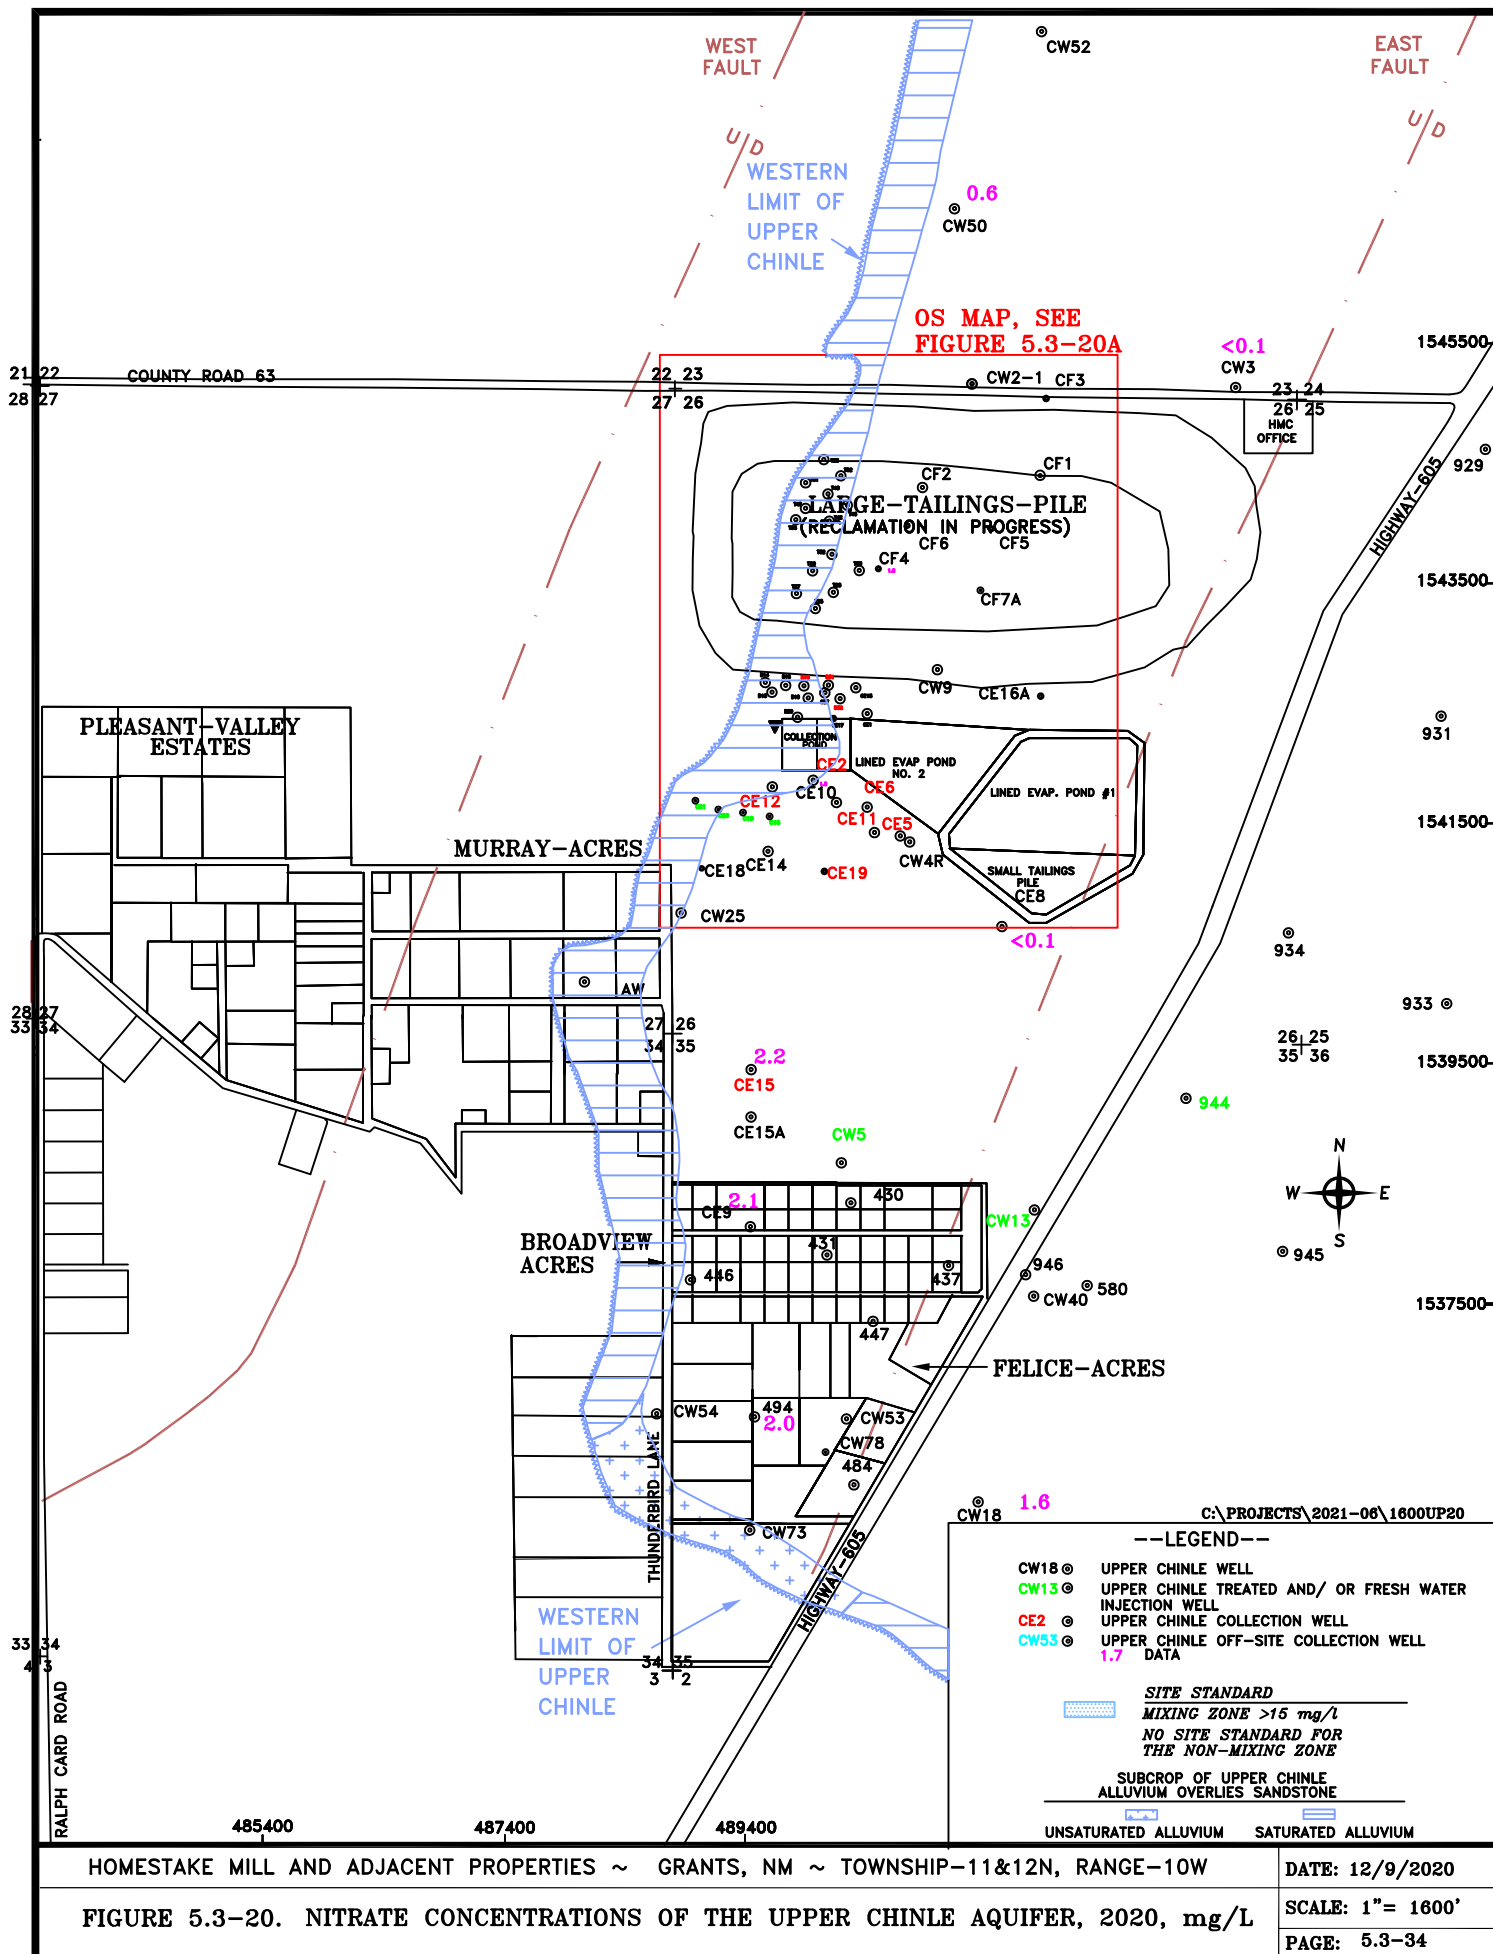 WEST
FAULT
EAST
FAULT
CW52
U/D
U/D
WESTERN
LIMIT OF
UPPER
CHINLE
0.6
CW50
OS MAP, SEE
FIGURE 5.3-20A
<0.1
CW3
1545500
21 22
28 27
COUNTY ROAD 63
22 23
27 26
CW2-1
CF3
23 24
26 25
HMC
OFFICE
929
HIGHWAY-605
CF2
CF1
LARGE-TAILINGS-PILE
(RECLAMATION IN PROGRESS)
CF6
CF5
CF4
CF7A
1543500
CW9
CE16A
931
PLEASANT-VALLEY
ESTATES
COLLECTION
POND
LINED EVAP POND
NO. 2
CE2
CE6
LINED EVAP. POND #1
CE10
CE12
CE11
CE5
CW4R
1541500
MURRAY-ACRES
CE14
CE18
CE19
SMALL TAILINGS
PILE
CE8
CW25
<0.1
934
AW
933
28 27
33 34
27 26
34 35
26 25
35 36
1539500
2.2
CE15
944
CE15A
CW5
N
W E
S
2.1
CE9
430
CW13
BROADVIEW
ACRES
431
446
437
946
945
580
CW40
1537500
447
FELICE-ACRES
494
2.0
CW54
CW53
CW78
484
THUNDERBIRD LANE
CW73
CW18
1.6
HIGHWAY-605
WESTERN
LIMIT OF
UPPER
CHINLE
33 34
4 3
34 35
3 2
RALPH CARD ROAD
C:\PROJECTS\2021-06\1600UP20
--LEGEND--
CW18 UPPER CHINLE WELL
CW13 UPPER CHINLE TREATED AND/ OR FRESH WATER
INJECTION WELL
CE2 UPPER CHINLE COLLECTION WELL
CW53 UPPER CHINLE OFF-SITE COLLECTION WELL
1.7 DATA
SITE STANDARD
MIXING ZONE >15 mg/l
NO SITE STANDARD FOR
THE NON-MIXING ZONE
SUBCROP OF UPPER CHINLE
ALLUVIUM OVERLIES SANDSTONE
UNSATURATED ALLUVIUM SATURATED ALLUVIUM
485400
487400
489400
HOMESTAKE MILL AND ADJACENT PROPERTIES ~ GRANTS, NM ~ TOWNSHIP-11&12N, RANGE-10W
DATE: 12/9/2020
FIGURE 5.3-20. NITRATE CONCENTRATIONS OF THE UPPER CHINLE AQUIFER, 2020, mg/L
SCALE: 1"= 1600'
PAGE: 5.3-34